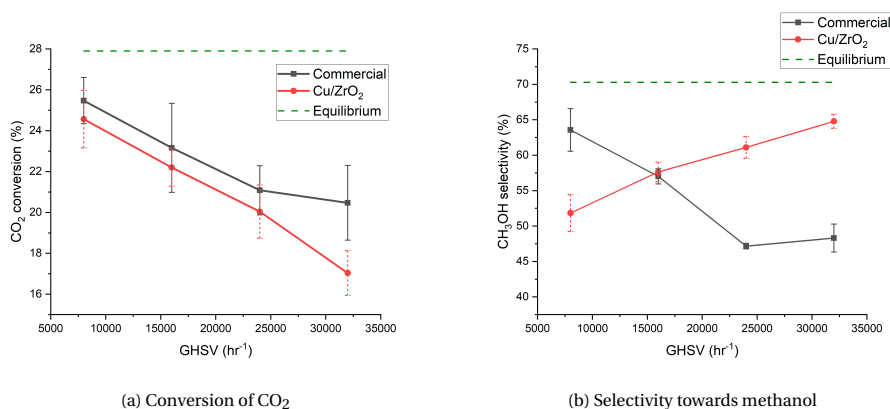 28
26
24
22
20
18
16
5000 10000 15000 20000 25000 30000 35000
CO₂ conversion (%)
GHSV (hr⁻¹)
Commercial
Cu/ZrO₂
Equilibrium
(a) Conversion of CO₂
Commercial
Cu/ZrO₂
Equilibrium
75
70
65
60
55
50
45
40
5000 10000 15000 20000 25000 30000 35000
CH₃OH selectivity (%)
GHSV (hr⁻¹)
(b) Selectivity towards methanol